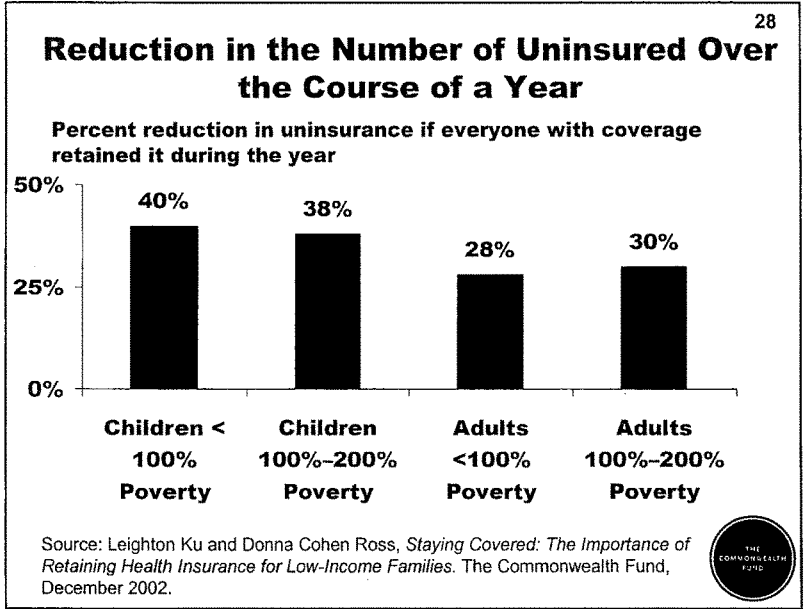 28
Reduction in the Number of Uninsured Over
the Course of a Year
Percent reduction in uninsurance if everyone with coverage
retained it during the year
50%
40%
38%
28%
30%
25%
0%
Children <
100%
Poverty
Children
100%–200%
Poverty
Adults
<100%
Poverty
Adults
100%–200%
Poverty
Source: Leighton Ku and Donna Cohen Ross, Staying Covered: The Importance of
Retaining Health Insurance for Low-Income Families. The Commonwealth Fund,
December 2002.
THE
COMMONWEALTH
FUND